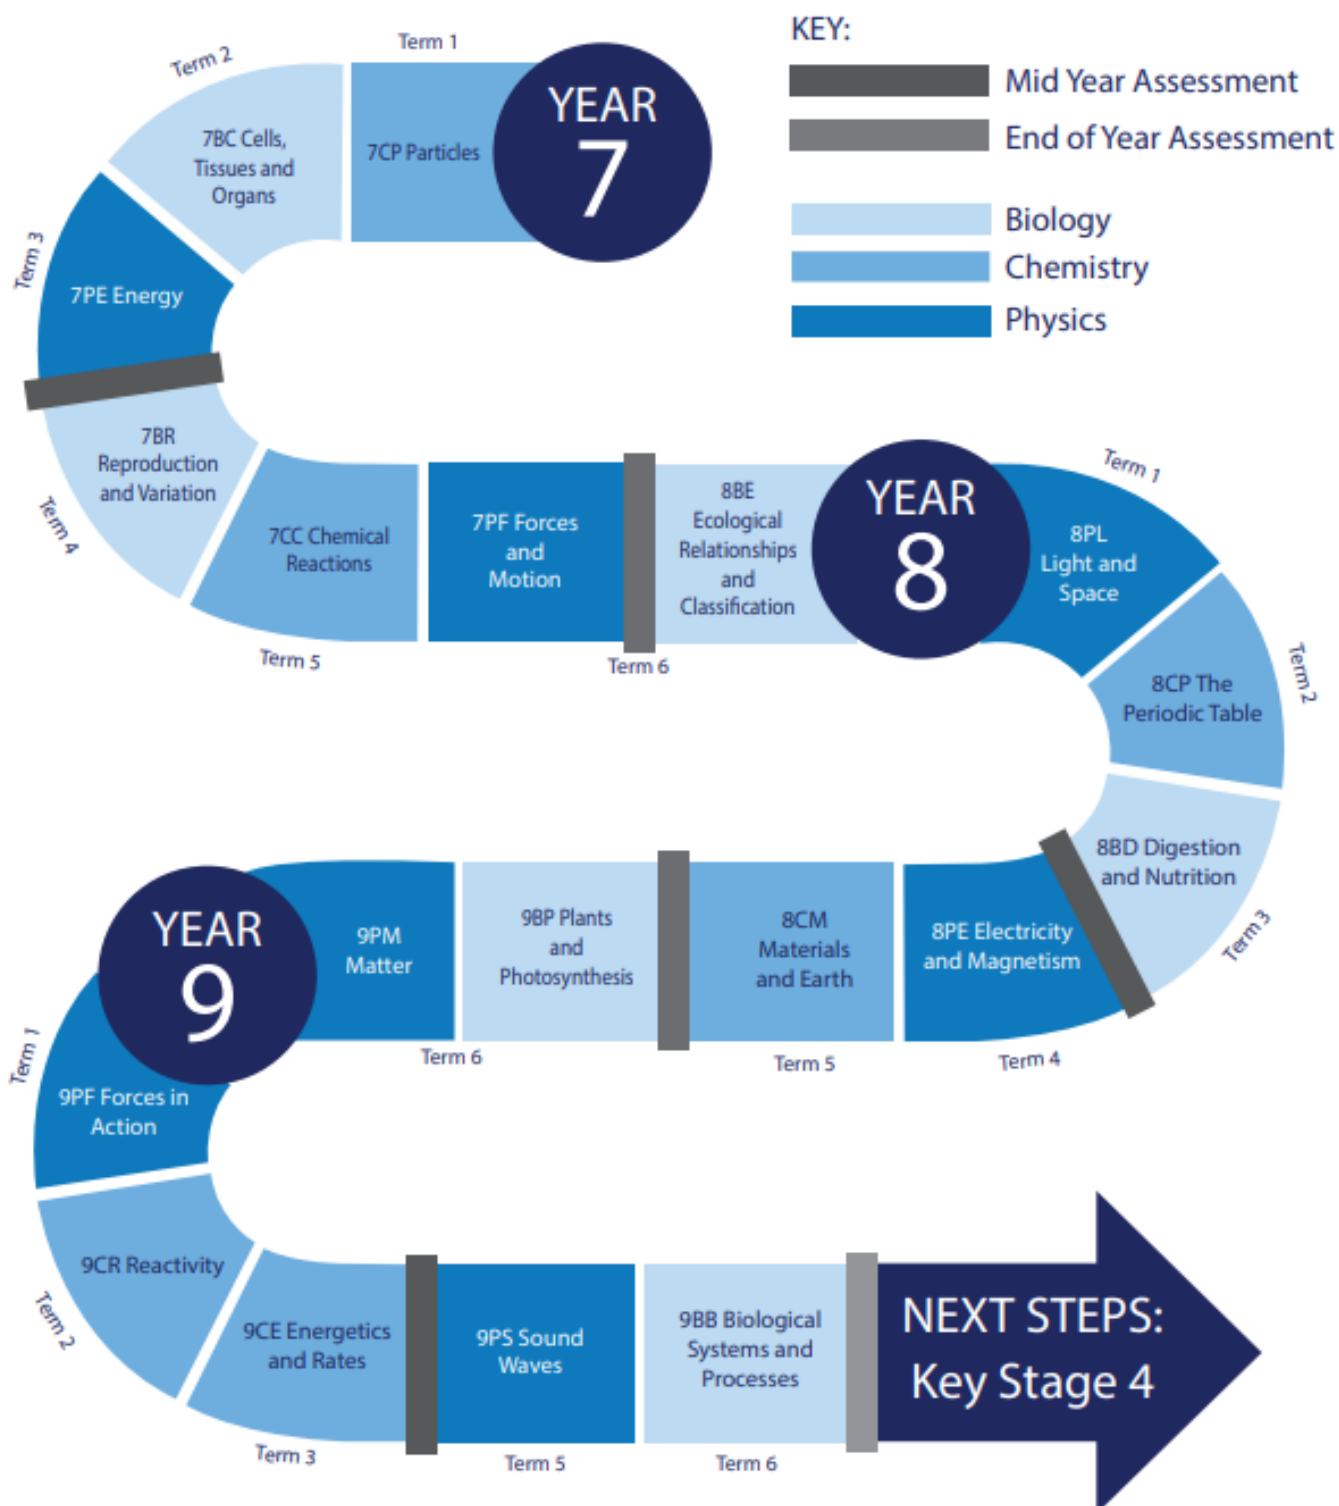 KEY:
Mid Year Assessment
End of Year Assessment
Biology
Chemistry
Physics
YEAR
7
Term 1
7CP Particles
Term 2
7BC Cells,
Tissues and
Organs
Term 3
7PE Energy
7BR
Reproduction
and Variation
Term 4
7CC Chemical
Reactions
Term 5
7PF Forces
and
Motion
Term 6
8BE
Ecological
Relationships
and
Classification
YEAR
8
Term 1
8PL
Light and
Space
Term 2
8CP The
Periodic Table
8BD Digestion
and Nutrition
Term 3
8PE Electricity
and Magnetism
Term 4
8CM
Materials
and Earth
Term 5
9BP Plants
and
Photosynthesis
Term 6
9PM
Matter
YEAR
9
Term 1
9PF Forces in
Action
9CR Reactivity
Term 2
9CE Energetics
and Rates
Term 3
9PS Sound
Waves
Term 5
9BB Biological
Systems and
Processes
Term 6
NEXT STEPS:
Key Stage 4